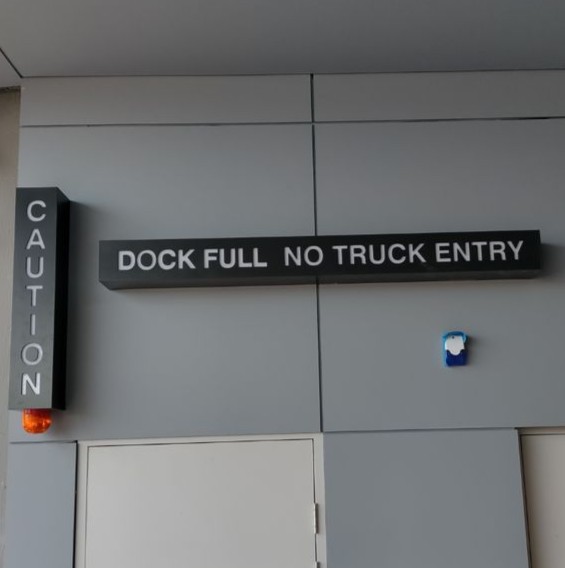 CAUTION
DOCK FULL NO TRUCK ENTRY